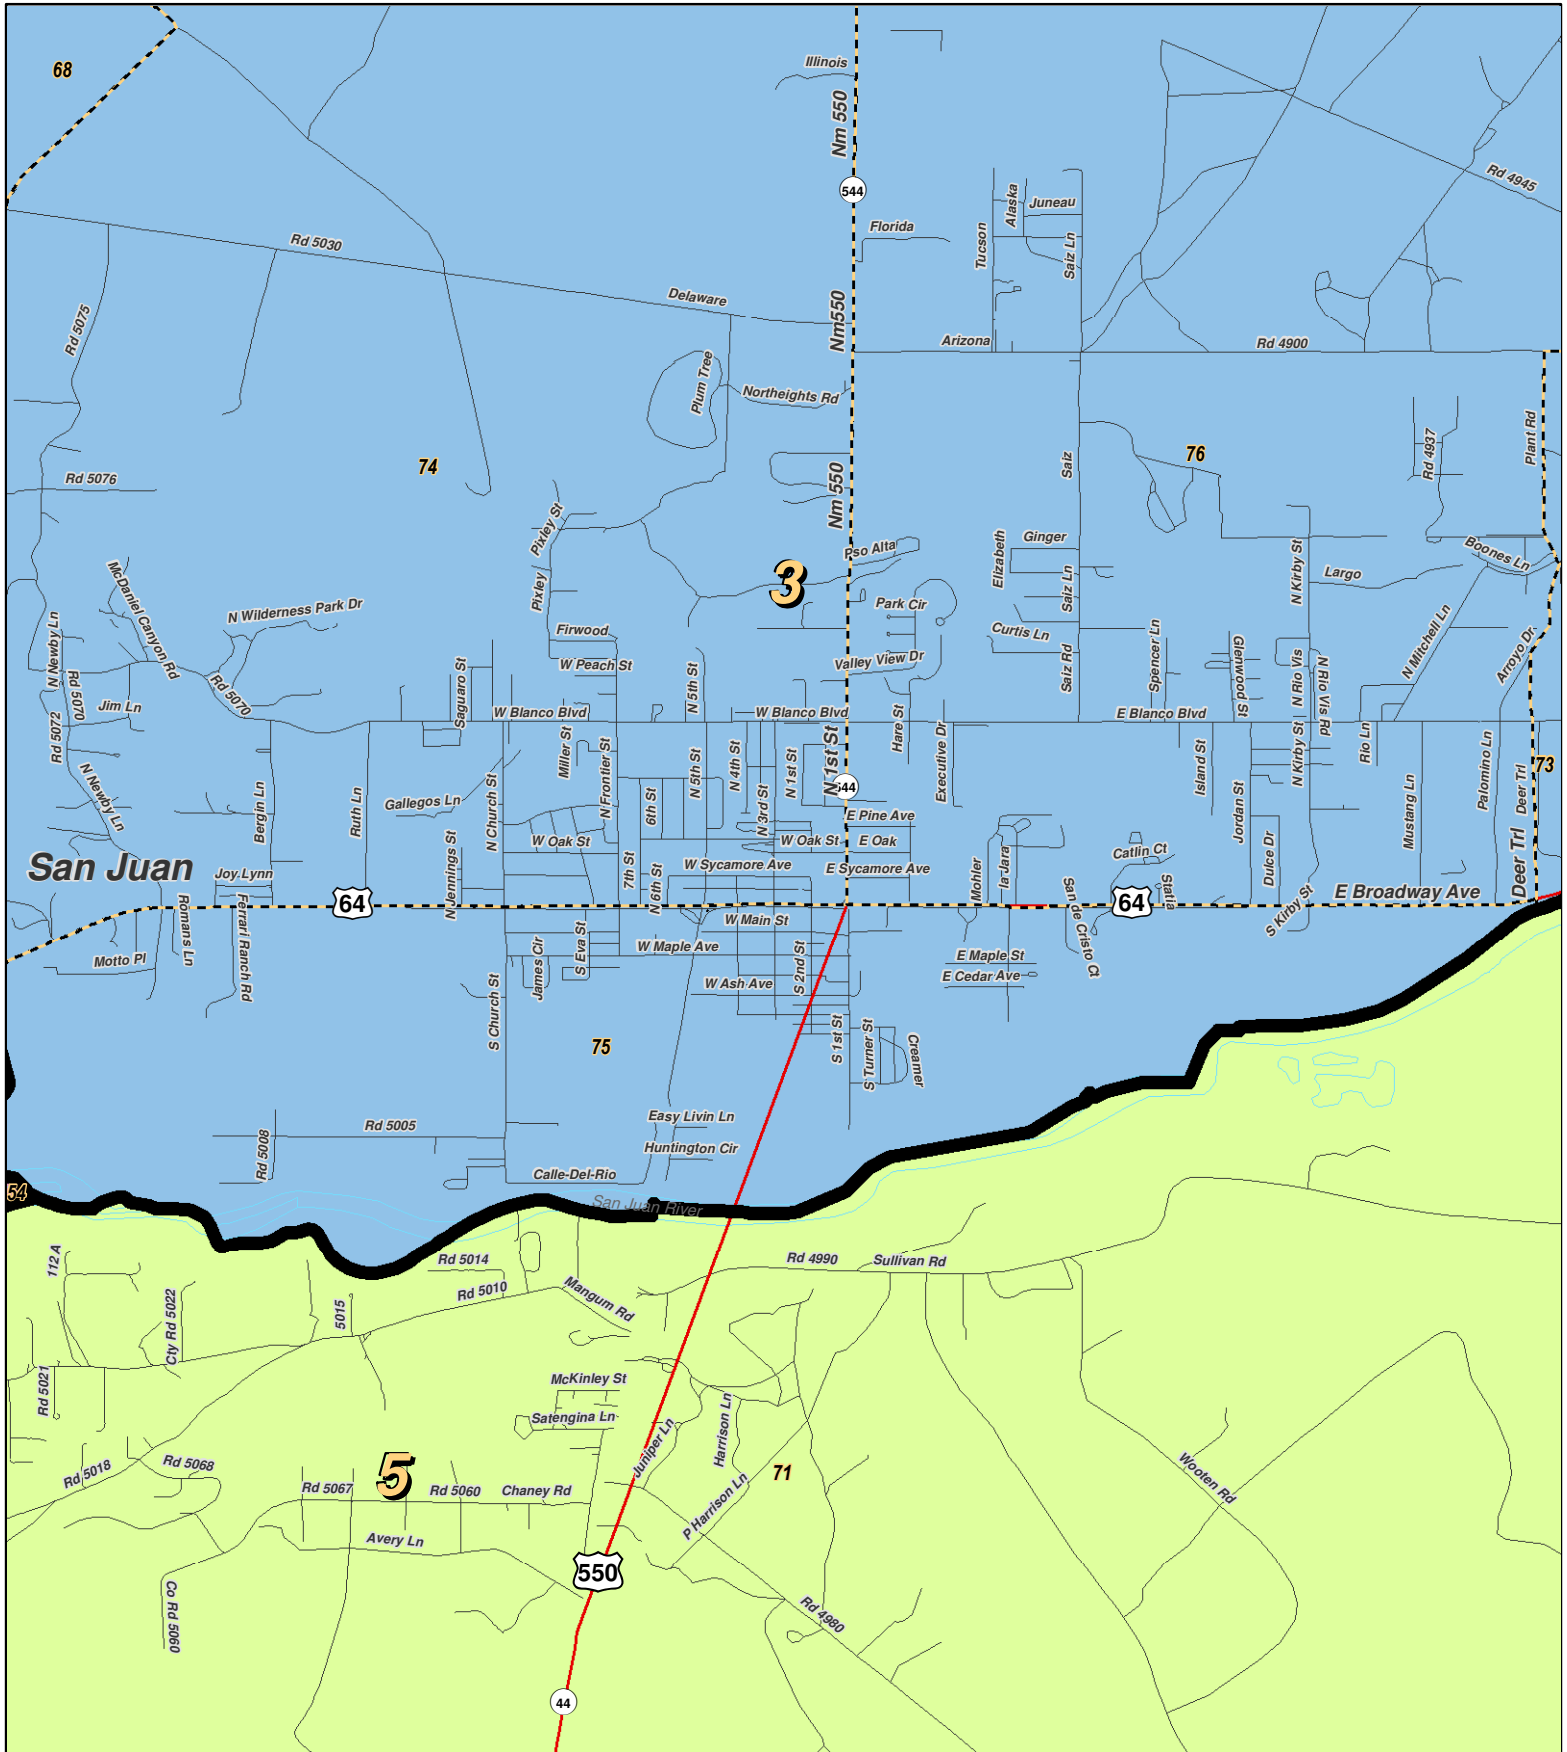 68
Illinois
Nm 550
544
Rd 4945
Alaska
Juneau
Florida
Tucson
Saiz Ln
Rd 5030
Delaware
Rd 5075
Nm550
Arizona
Rd 4900
Plum Tree
Northeights Rd
Plant Rd
74
76
Saiz
Rd 4937
Rd 5076
Nm 550
Pixley St
Pso Alta
Elizabeth
Ginger
N Kirby St
Boones Ln
3
Pixley
Saiz Ln
Largo
McDaniel Canyon Rd
N Wilderness Park Dr
Park Cir
Firwood
Curtis Ln
N Newby Ln
Spencer Ln
N Mitchell Ln
W Peach St
Valley View Dr
Glenwood St
Arroyo Dr
Saguaro St
N 5th St
Saiz Rd
N Rio Vis
N Rio Vis Rd
Rd 5070
Rd 5070
Jim Ln
W Blanco Blvd
W Blanco Blvd
E Blanco Blvd
Rd 5072
Hare St
Miller St
N Frontier St
N 5th St
N 4th St
N 1st St
N 1st St
Executive Dr
Island St
N Kirby St
Rio Ln
Palomino Ln
Deer Trl
73
N Newby Ln
544
Bergin Ln
Ruth Ln
Gallegos Ln
N Church St
6th St
N 3rd St
E Pine Ave
Jordan St
Mustang Ln
W Oak St
W Oak St
E Oak
N Jennings St
7th St
W Sycamore Ave
E Sycamore Ave
Mohler
la Jara
Catlin Ct
Dulce Dr
San Juan
Joy Lynn
N 6th St
Statia
E Broadway Ave
Deer Trl
64
64
Romans Ln
Ferrari Ranch Rd
W Main St
San de Cristo Ct
S Kirby St
Motto Pl
James Cir
S Eva St
W Maple Ave
S 2nd St
E Maple St
W Ash Ave
E Cedar Ave
S Church St
75
S 1st St
S Turner St
Creamer
Easy Livin Ln
Rd 5005
Rd 5008
Huntington Cir
Calle-Del-Rio
54
San Juan River
112 A
Rd 5014
Rd 4990
Sullivan Rd
Rd 5010
Mangum Rd
Cty Rd 5022
5015
Rd 5021
McKinley St
Satengina Ln
Harrison Ln
Juniper Ln
Rd 5018
Rd 5068
5
71
Rd 5067
Rd 5060
Chaney Rd
P Harrison Ln
Wooten Rd
Avery Ln
550
Co Rd 5060
Rd 4980
44